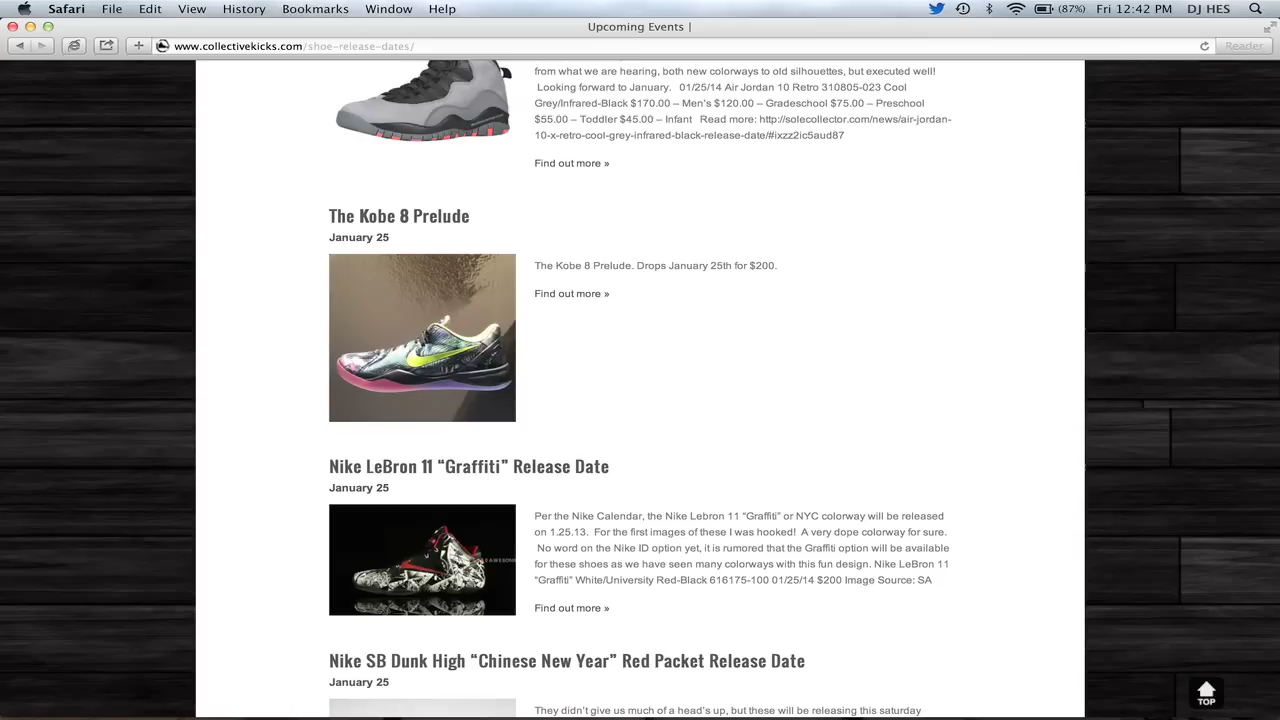 Safari File Edit View History Bookmarks Window Help (87%) Fri 12:42 PM DJ HES
Upcoming Events |
www.collectivekicks.com/shoe-release-dates/
Reader
from what we are hearing, both new colorways to old silhouettes, but executed well!
Looking forward to January. 01/25/14 Air Jordan 10 Retro 310805-023 Cool
Grey/Infrared-Black $170.00 – Men's $120.00 – Gradeschool $75.00 – Preschool
$55.00 – Toddler $45.00 – Infant Read more: http://solecollector.com/news/air-jordan-
10-x-retro-cool-grey-infrared-black-release-date/#ixzz2ic5aud87
Find out more »
The Kobe 8 Prelude
January 25
The Kobe 8 Prelude. Drops January 25th for $200.
Find out more »
Nike LeBron 11 “Graffiti” Release Date
January 25
Per the Nike Calendar, the Nike Lebron 11 “Graffiti” or NYC colorway will be released
on 1.25.13. For the first images of these I was hooked! A very dope colorway for sure.
No word on the Nike ID option yet, it is rumored that the Graffiti option will be available
for these shoes as we have seen many colorways with this fun design. Nike LeBron 11
“Graffiti” White/University Red-Black 616175-100 01/25/14 $200 Image Source: SA
Find out more »
Nike SB Dunk High “Chinese New Year” Red Packet Release Date
January 25
TOP
They didn't give us much of a head's up, but these will be releasing this saturday